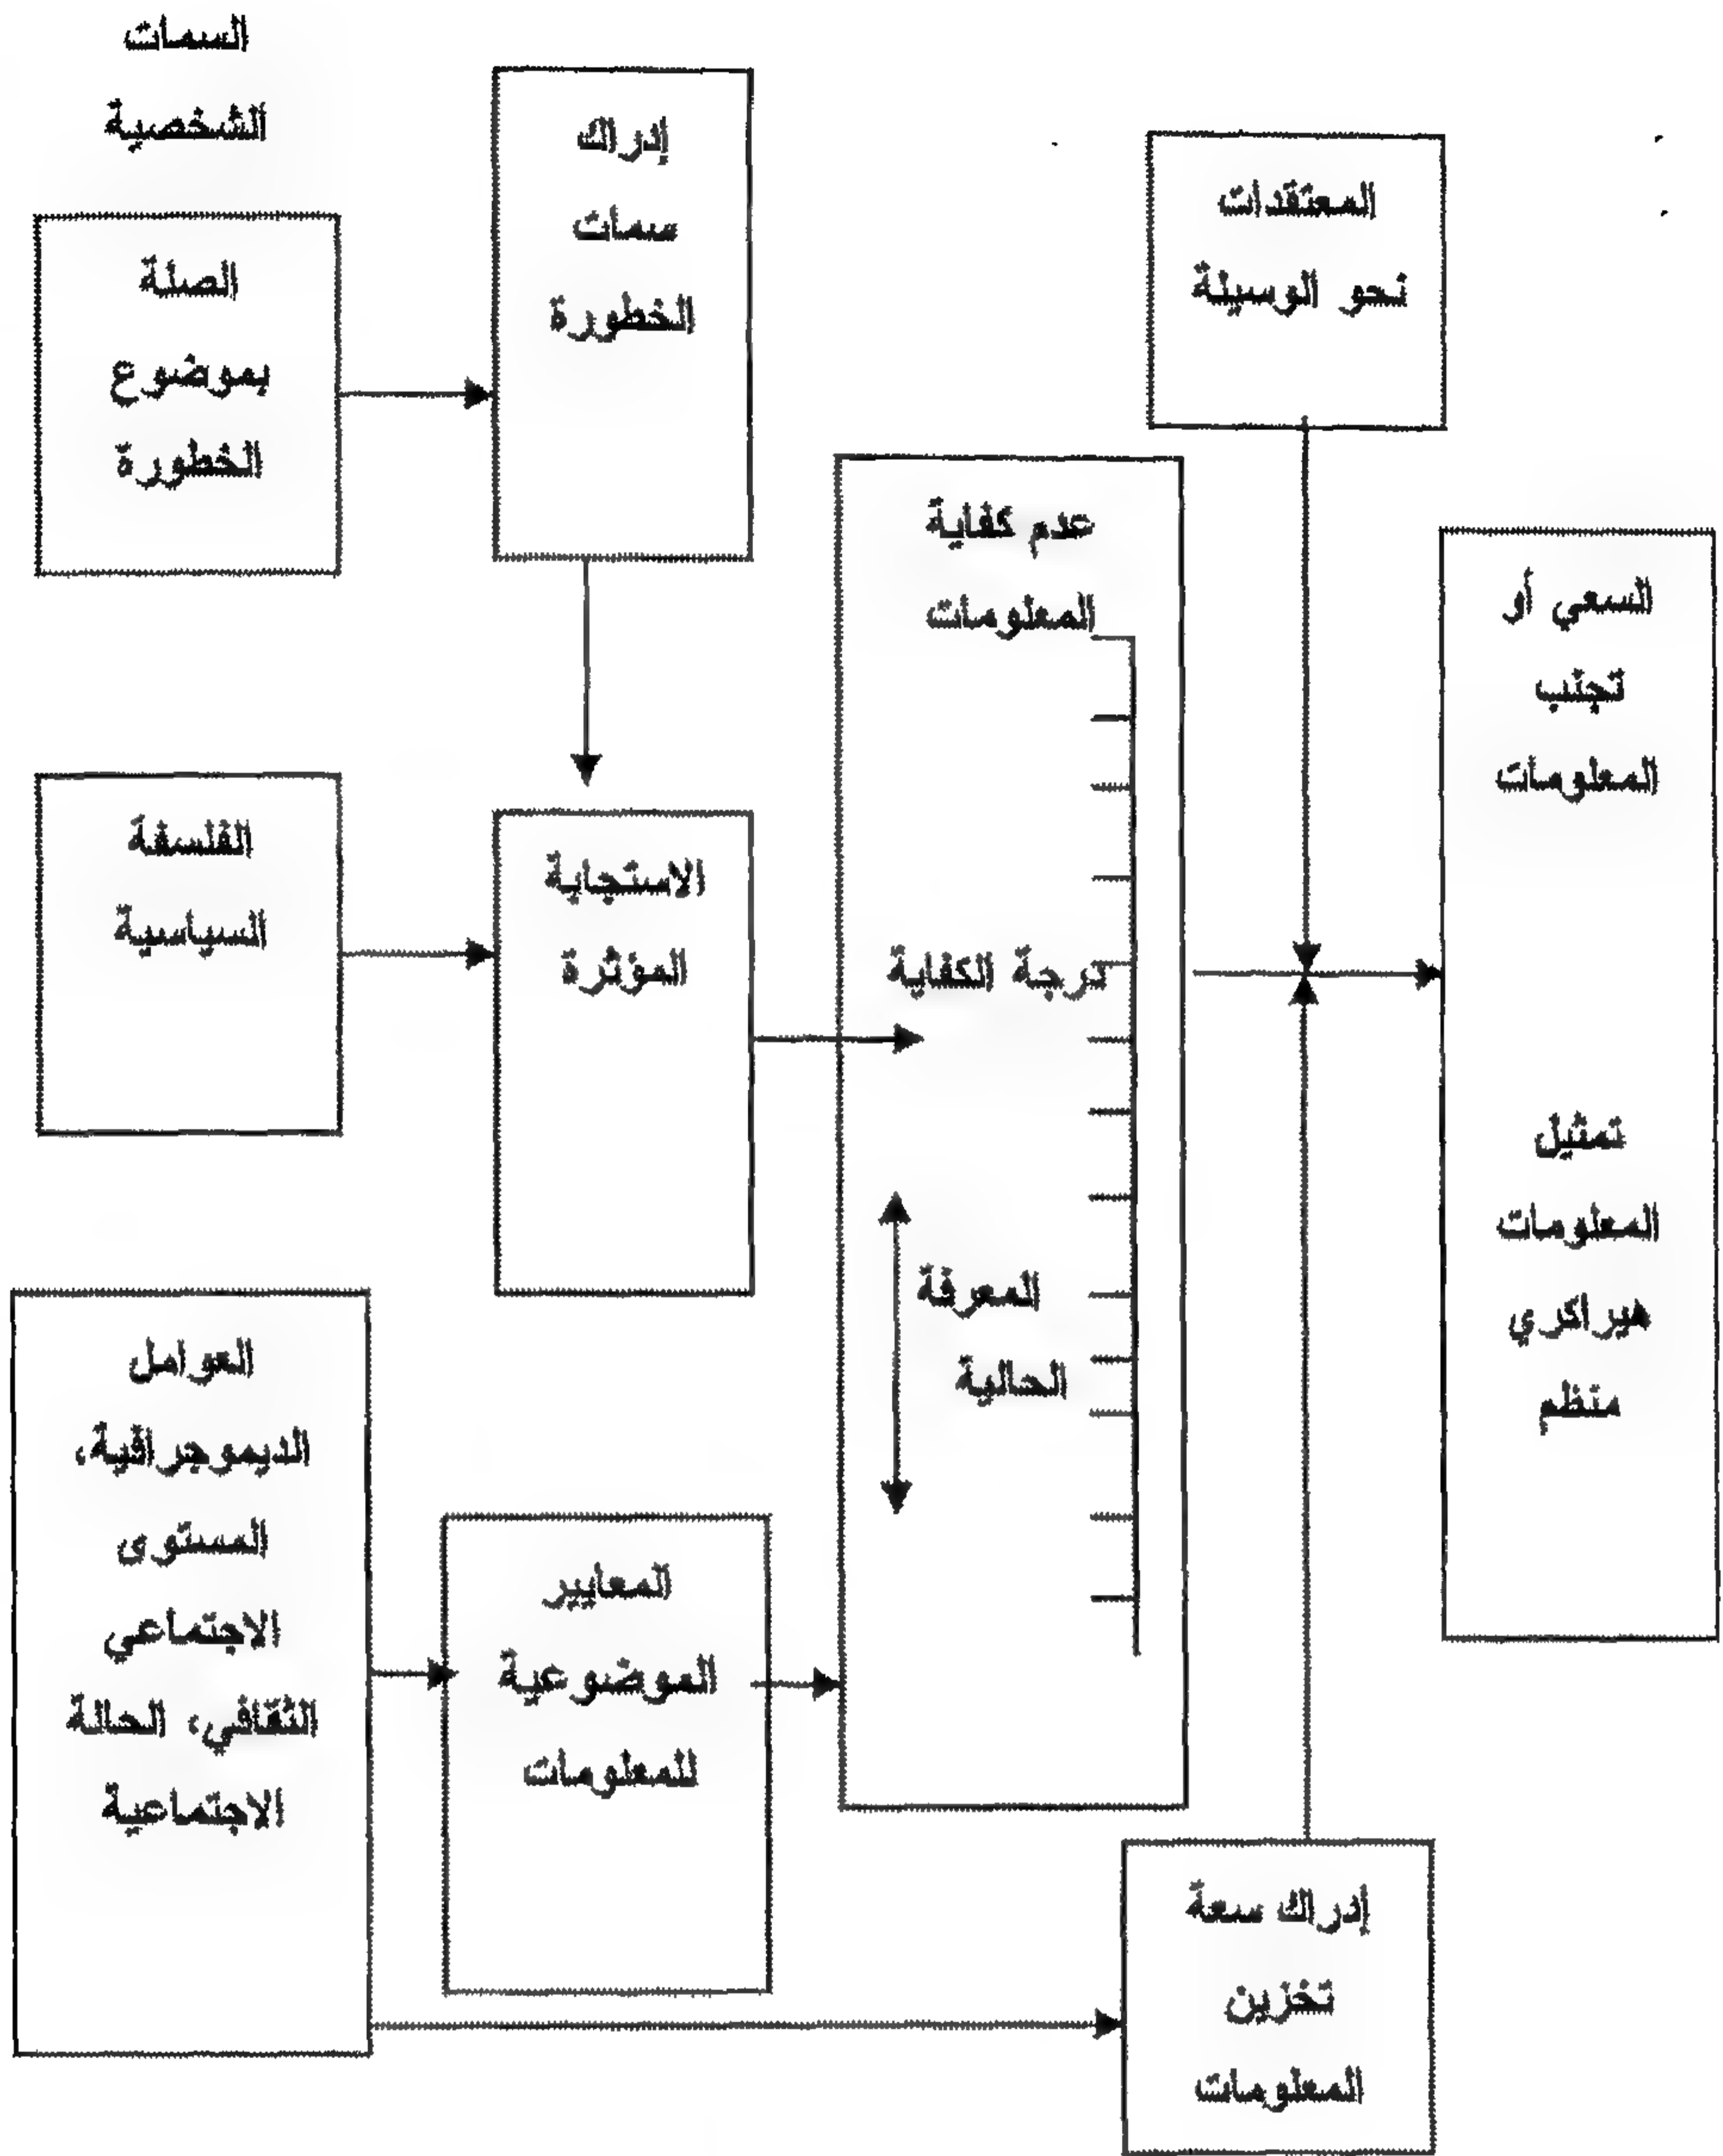 السمات
الشخصية
الصلة
بموضوع
الخطورة
إدراك
سمات
الخطورة
المعتقدات
نحو الوسيلة
عدم كفاية
المعلومات
درجة الكفاية
المعرفة
الحالية
السعي أو
تجنب
المعلومات
تمثيل
المعلومات
هيراكري
منظم
الفلسفة
السياسية
الاستجابة
المؤثرة
العوامل
الديموجرافية،
المستوى
الاجتماعي
الثقافي، الحالة
الاجتماعية
المعايير
الموضوعية
للمعلومات
إدراك سعة
تخزين
المعلومات